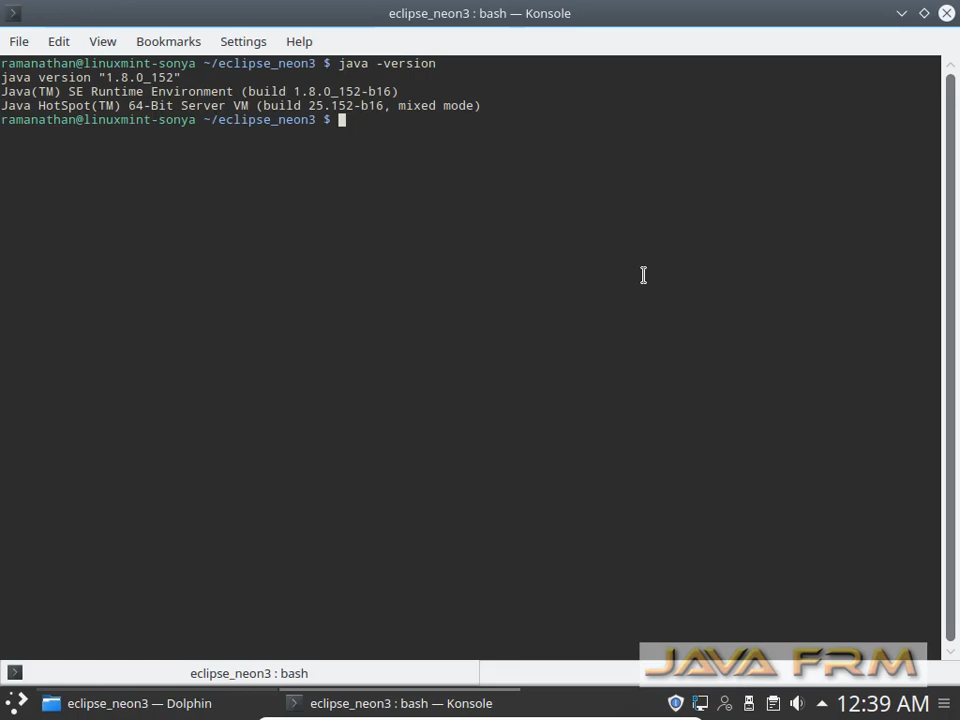 eclipse_neon3 : bash — Konsole
File Edit View Bookmarks Settings Help
ramanathan@linuxmint-sonya ~/eclipse_neon3 $ java -version
java version "1.8.0_152"
Java(TM) SE Runtime Environment (build 1.8.0_152-b16)
Java HotSpot(TM) 64-Bit Server VM (build 25.152-b16, mixed mode)
ramanathan@linuxmint-sonya ~/eclipse_neon3 $
JAVA FRM
eclipse_neon3 : bash
eclipse_neon3 — Dolphin eclipse_neon3 : bash — Konsole 12:39 AM